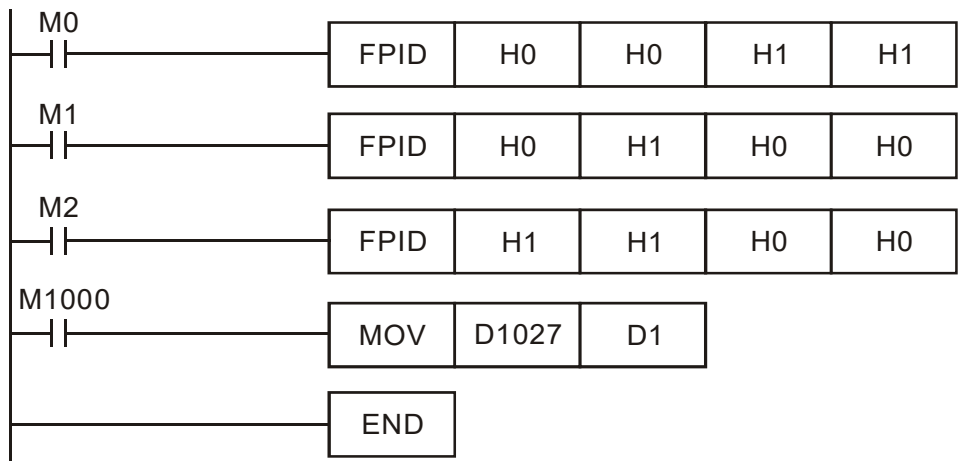 M0
FPID H0 H0 H1 H1
M1
FPID H0 H1 H0 H0
M2
FPID H1 H1 H0 H0
M1000
MOV D1027 D1
END